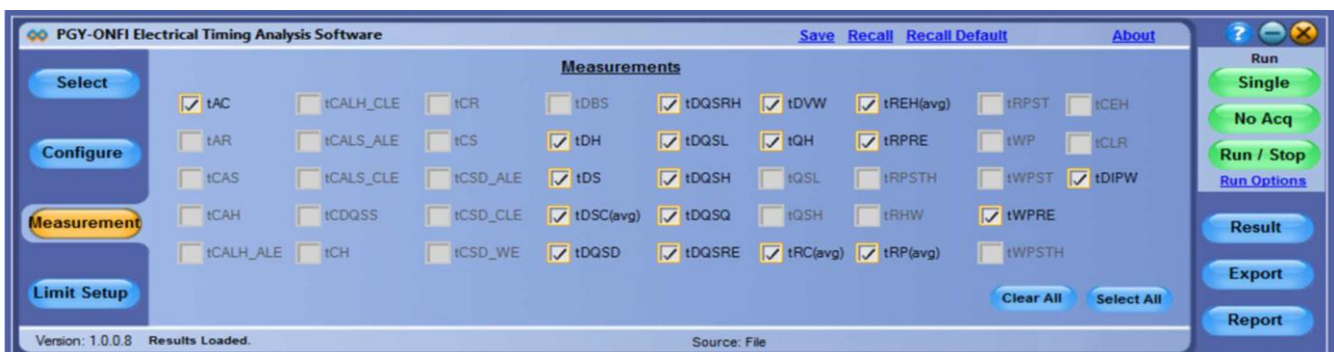 PGY-ONFI Electrical Timing Analysis Software Save Recall Recall Default About ?
Run
Select Measurements Single
tAC tCALH_CLE tCR tDBS tDQSRH tDVW tREH(avg) tRPST tCEH
No Acq
tAR tCALS_ALE tCS tDH tDQSL tQH tRPRE tWP tCLR
Configure Run / Stop
tCAS tCALS_CLE tCSD_ALE tDS tDQSH tQSL tRPSTH tWPST tDIPW
Run Options
Measurement tCAH tCDQSS tCSD_CLE tDSC(avg) tDQSQ tQSH tRHW tWPRE
Result
tCALH_ALE tCH tCSD_WE tDQSD tDQSRE tRC(avg) tRP(avg) tWPSTH
Export
Limit Setup Clear All Select All
Report
Version: 1.0.0.8 Results Loaded. Source: File